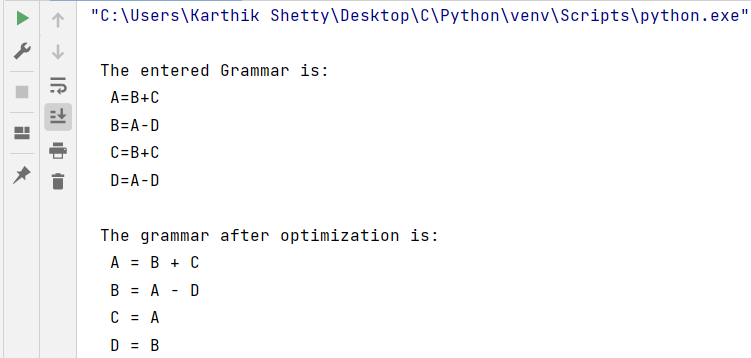 "C:\Users\Karthik Shetty\Desktop\C\Python\venv\Scripts\python.exe"
The entered Grammar is:
A=B+C
B=A-D
C=B+C
D=A-D
The grammar after optimization is:
A = B + C
B = A - D
C = A
D = B